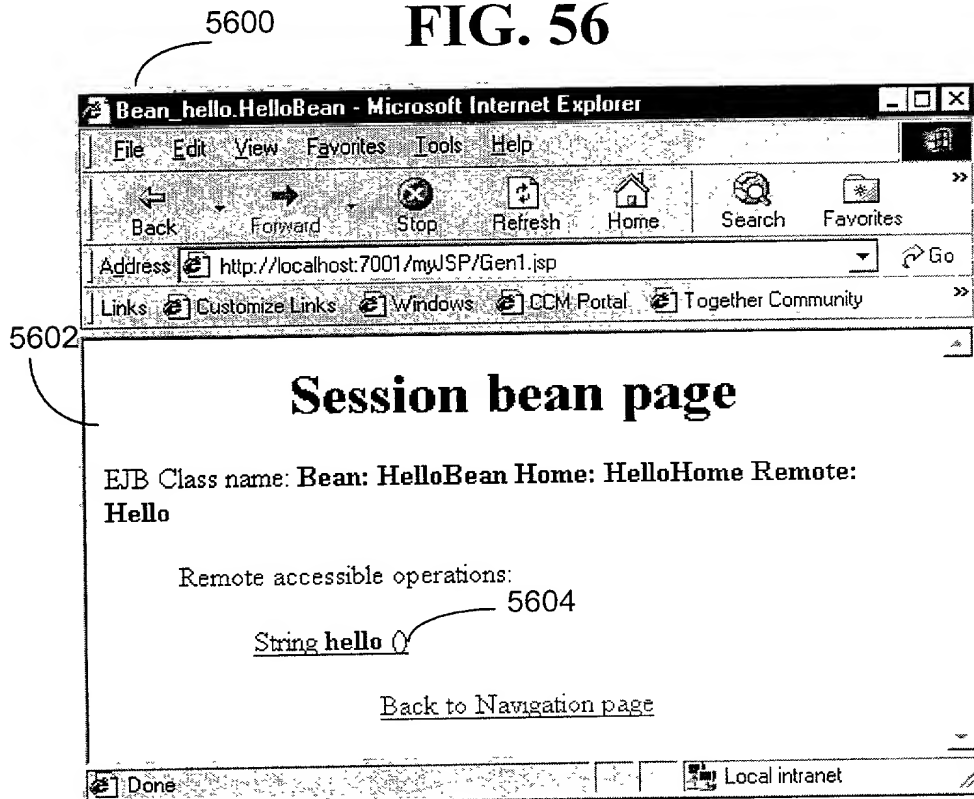 FIG. 56
5600
Bean_hello.HelloBean - Microsoft Internet Explorer
File Edit View Favorites Tools Help
Back Forward Stop Refresh Home Search Favorites »
Address http://localhost:7001/myJSP/Gen1.jsp Go
Links Customize Links Windows CCM Portal Together Community »
5602
Session bean page
EJB Class name: Bean: HelloBean Home: HelloHome Remote:
Hello
Remote accessible operations:
5604
String hello ()
Back to Navigation page
Done Local intranet